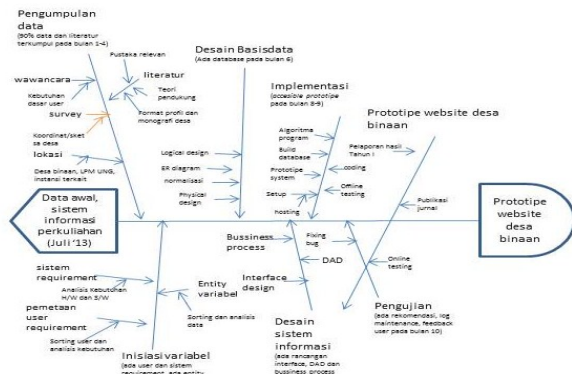 Pengumpulan
data
(90% data dan literatur
terkumpul pada bulan 1-4)
Pustaka relevan
wawancara
literatur
Kebutuhan
dasar user
Teori
pendukung
survey
Format profil dan
monografi desa
Koordinat/sket
sa desa
lokasi
Desa binaan, LPM UNG,
instansi terkait
Desain Basisdata
(Ada database pada bulan 6)
Logical design
ER diagram
normalisasi
Physical
design
Implementasi
(accesible prototipe
pada bulan 8-9)
Algoritma
program
Build
database
Prototipe
system
coding
Setup
Offline
testing
hosting
Prototipe website desa
binaan
Pelaporan hasil
Tahun I
Publikasi
jurnal
Online
testing
Data awal,
sistem
informasi
perkuliahan
(Juli '13)
Prototipe
website
desa
binaan
sistem
requirement
Analisis Kebutuhan
H/W dan S/W
Entity
variabel
Sorting dan analisis
data
pemetaan
user
requirement
Sorting user dan
analisis kebutuhan
Inisiasi variabel
(ada user dan sistem
requirement, ada entity
Bussiness
process
DAD
Interface
design
Desain
sistem
informasi
(ada rancangan
interface, DAD dan
bussiness process
Fixing
bug
Pengujian
(ada rekomendasi, log
maintenance, feedback
user pada bulan 10)